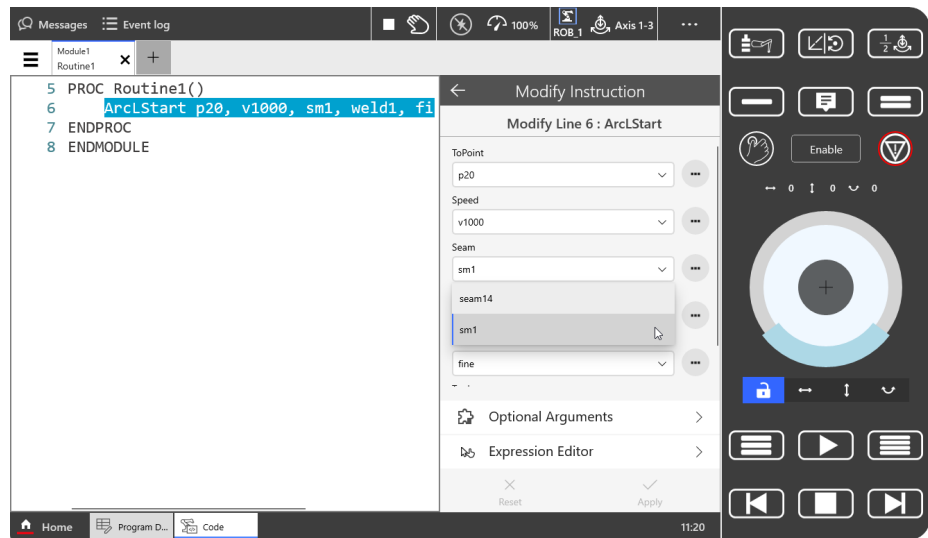 Messages Event log
100%
ROB_1
Axis 1-3
...
Module1
Routine1
5 PROC Routine1()
6 ArcLStart p20, v1000, sm1, weld1, fi
7 ENDPROC
8 ENDMODULE
Modify Instruction
Modify Line 6 : ArcLStart
ToPoint
p20
Speed
v1000
Seam
sm1
seam14
sm1
fine
Optional Arguments
Expression Editor
Reset Apply
Home Program D... Code 11:20
1
2
Enable
0 0 0